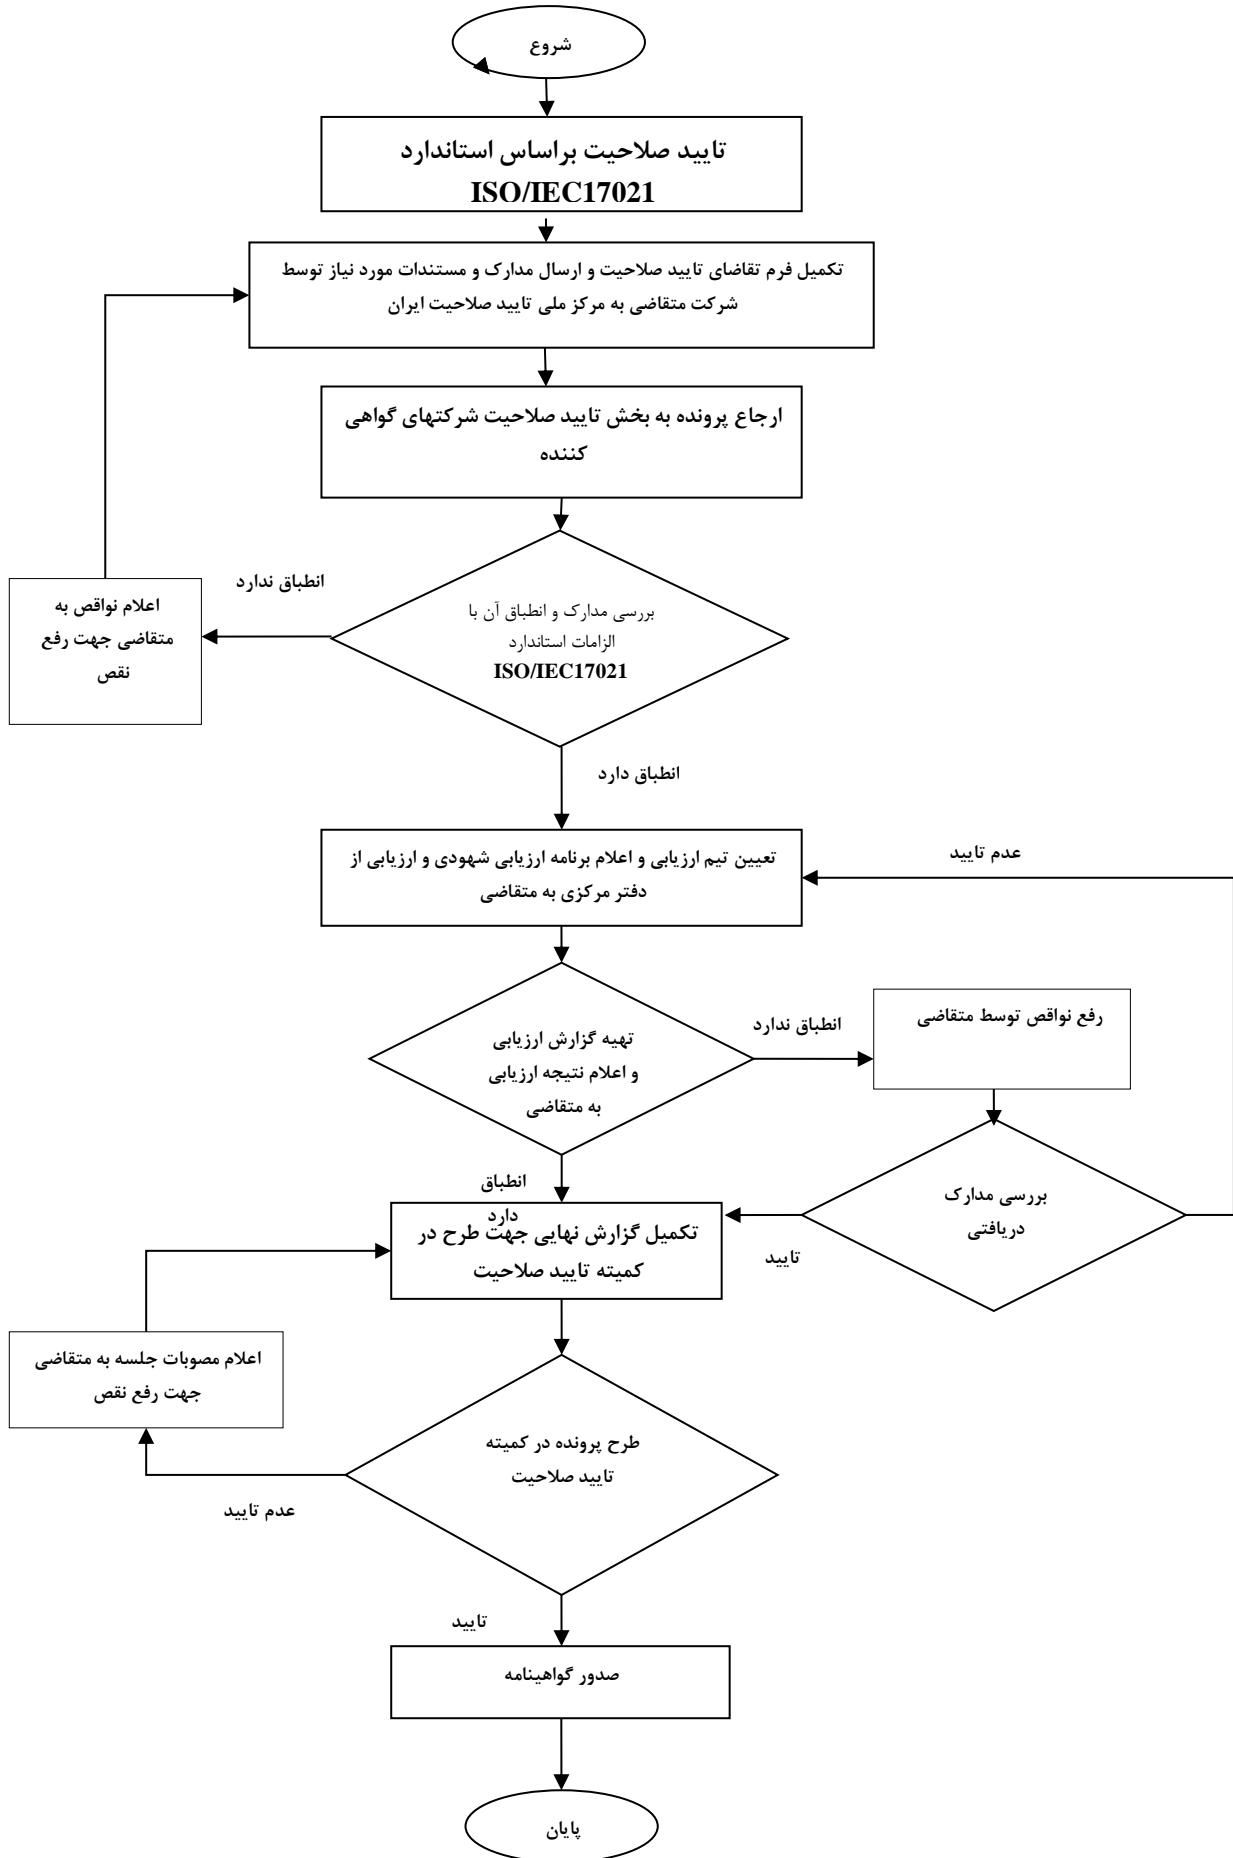 شروع
تایید صلاحیت براساس استاندارد
ISO/IEC17021
تکمیل فرم تقاضای تایید صلاحیت و ارسال مدارک و مستندات مورد نیاز توسط
شرکت متقاضی به مرکز ملی تایید صلاحیت ایران
ارجاع پرونده به بخش تایید صلاحیت شرکتهای گواهی
کننده
انطباق ندارد
بررسی مدارک و انطباق آن با
الزامات استاندارد
ISO/IEC17021
اعلام نواقص به
متقاضی جهت رفع
نقص
انطباق دارد
تعیین تیم ارزیابی و اعلام برنامه ارزیابی شهودی و ارزیابی از
دفتر مرکزی به متقاضی
عدم تایید
تهیه گزارش ارزیابی
و اعلام نتیجه ارزیابی
به متقاضی
انطباق ندارد
رفع نواقص توسط متقاضی
بررسی مدارک
دریافتی
تایید
انطباق
دارد
تکمیل گزارش نهایی جهت طرح در
کمیته تایید صلاحیت
اعلام مصوبات جلسه به متقاضی
جهت رفع نقص
طرح پرونده در کمیته
تایید صلاحیت
عدم تایید
تایید
صدور گواهینامه
پایان